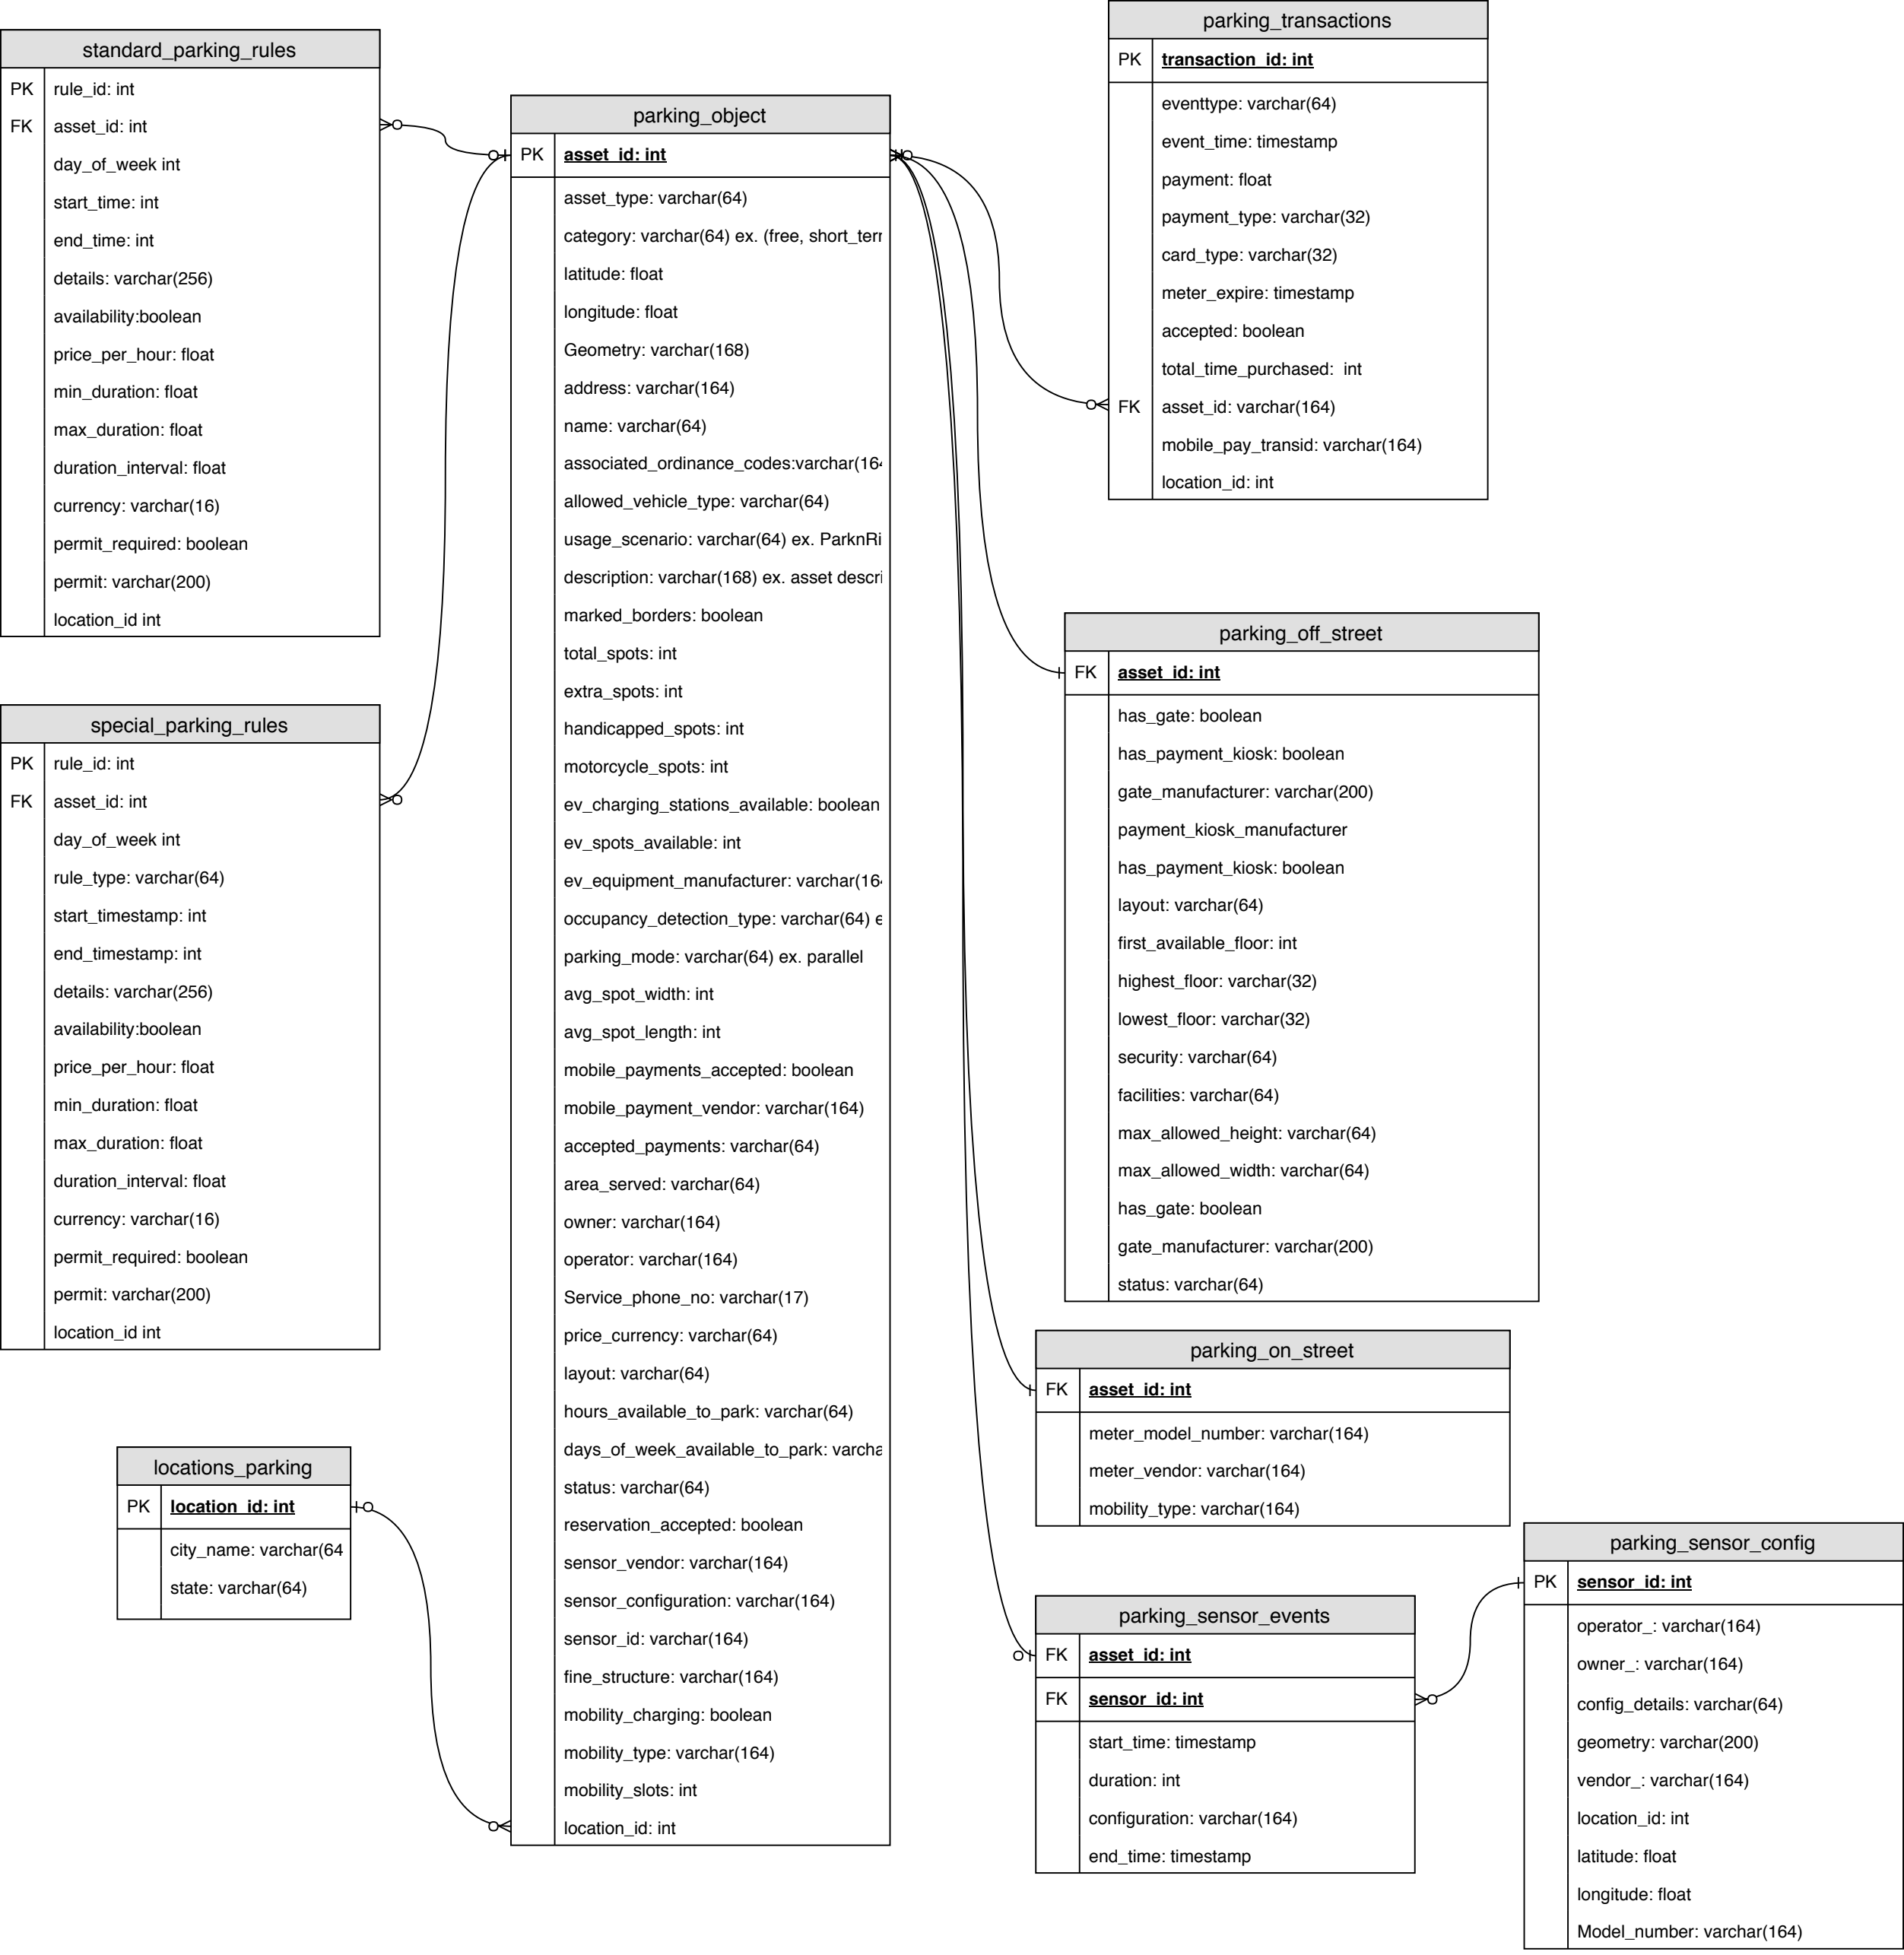 standard_parking_rules
PK rule_id: int
FK asset_id: int
day_of_week int
start_time: int
end_time: int
details: varchar(256)
availability:boolean
price_per_hour: float
min_duration: float
max_duration: float
duration_interval: float
currency: varchar(16)
permit_required: boolean
permit: varchar(200)
location_id int
special_parking_rules
PK rule_id: int
FK asset_id: int
day_of_week int
rule_type: varchar(64)
start_timestamp: int
end_timestamp: int
details: varchar(256)
availability:boolean
price_per_hour: float
min_duration: float
max_duration: float
duration_interval: float
currency: varchar(16)
permit_required: boolean
permit: varchar(200)
location_id int
locations_parking
PK location_id: int
city_name: varchar(64
state: varchar(64)
parking_object
PK asset_id: int
asset_type: varchar(64)
category: varchar(64) ex. (free, short_terr
latitude: float
longitude: float
Geometry: varchar(168)
address: varchar(164)
name: varchar(64)
associated_ordinance_codes:varchar(164
allowed_vehicle_type: varchar(64)
usage_scenario: varchar(64) ex. ParknRi
description: varchar(168) ex. asset descri
marked_borders: boolean
total_spots: int
extra_spots: int
handicapped_spots: int
motorcycle_spots: int
ev_charging_stations_available: boolean
ev_spots_available: int
ev_equipment_manufacturer: varchar(164
occupancy_detection_type: varchar(64) e
parking_mode: varchar(64) ex. parallel
avg_spot_width: int
avg_spot_length: int
mobile_payments_accepted: boolean
mobile_payment_vendor: varchar(164)
accepted_payments: varchar(64)
area_served: varchar(64)
owner: varchar(164)
operator: varchar(164)
Service_phone_no: varchar(17)
price_currency: varchar(64)
layout: varchar(64)
hours_available_to_park: varchar(64)
days_of_week_available_to_park: varcha
status: varchar(64)
reservation_accepted: boolean
sensor_vendor: varchar(164)
sensor_configuration: varchar(164)
sensor_id: varchar(164)
fine_structure: varchar(164)
mobility_charging: boolean
mobility_type: varchar(164)
mobility_slots: int
location_id: int
parking_transactions
PK transaction_id: int
eventtype: varchar(64)
event_time: timestamp
payment: float
payment_type: varchar(32)
card_type: varchar(32)
meter_expire: timestamp
accepted: boolean
total_time_purchased: int
FK asset_id: varchar(164)
mobile_pay_transid: varchar(164)
location_id: int
parking_off_street
FK asset_id: int
has_gate: boolean
has_payment_kiosk: boolean
gate_manufacturer: varchar(200)
payment_kiosk_manufacturer
has_payment_kiosk: boolean
layout: varchar(64)
first_available_floor: int
highest_floor: varchar(32)
lowest_floor: varchar(32)
security: varchar(64)
facilities: varchar(64)
max_allowed_height: varchar(64)
max_allowed_width: varchar(64)
has_gate: boolean
gate_manufacturer: varchar(200)
status: varchar(64)
parking_on_street
FK asset_id: int
meter_model_number: varchar(164)
meter_vendor: varchar(164)
mobility_type: varchar(164)
parking_sensor_events
FK asset_id: int
FK sensor_id: int
start_time: timestamp
duration: int
configuration: varchar(164)
end_time: timestamp
parking_sensor_config
PK sensor_id: int
operator_: varchar(164)
owner_: varchar(164)
config_details: varchar(64)
geometry: varchar(200)
vendor_: varchar(164)
location_id: int
latitude: float
longitude: float
Model_number: varchar(164)